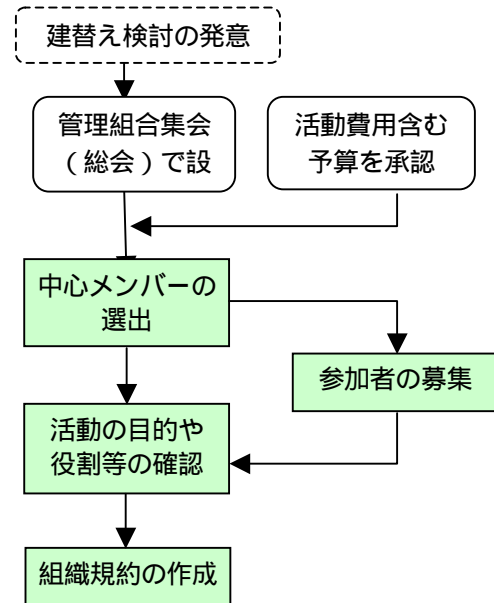 建替え検討の発意
管理組合集会
（総会）で設
活動費用含む
予算を承認
中心メンバーの
選出
参加者の募集
活動の目的や
役割等の確認
組織規約の作成